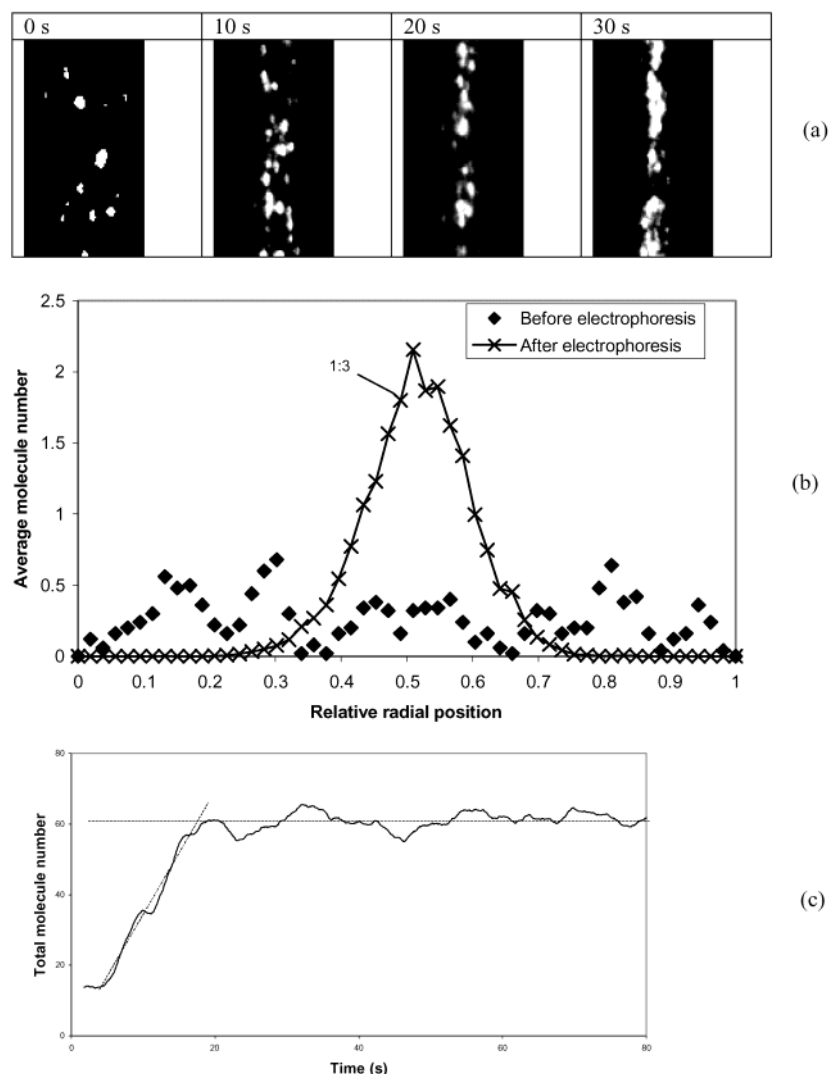 0 s 10 s 20 s 30 s
(a)
2.5
2
1.5
1
0.5
0
Average molecule number
1:3
Before electrophoresis
After electrophoresis
(b)
0 0.1 0.2 0.3 0.4 0.5 0.6 0.7 0.8 0.9 1
Relative radial position
80
60
40
20
0
Total molecule number
(c)
0 20 40 60 80
Time (s)